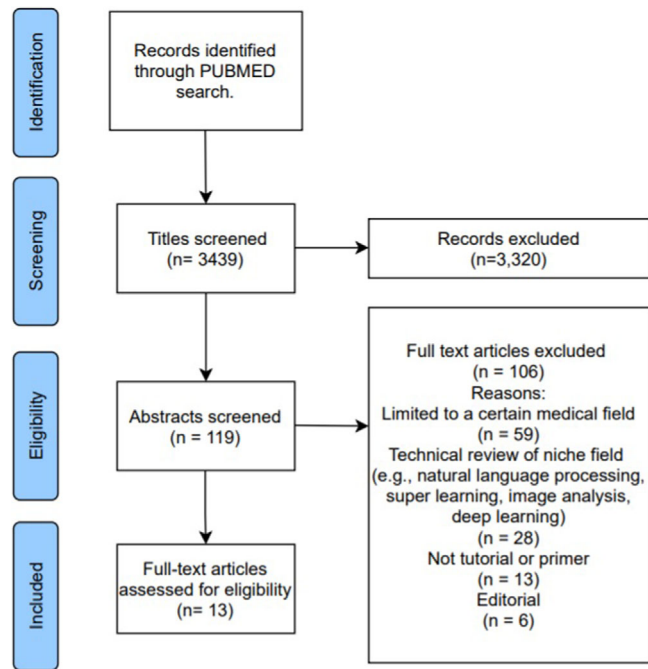 Identification
Records identified
through PUBMED
search.
Screening
Titles screened
(n= 3439)
Records excluded
(n=3,320)
Eligibility
Abstracts screened
(n = 119)
Full text articles excluded
(n = 106)
Reasons:
Limited to a certain medical field
(n = 59)
Technical review of niche field
(e.g., natural language processing,
super learning, image analysis,
deep learning)
(n = 28)
Not tutorial or primer
(n = 13)
Editorial
(n = 6)
Included
Full-text articles
assessed for eligibility
(n= 13)